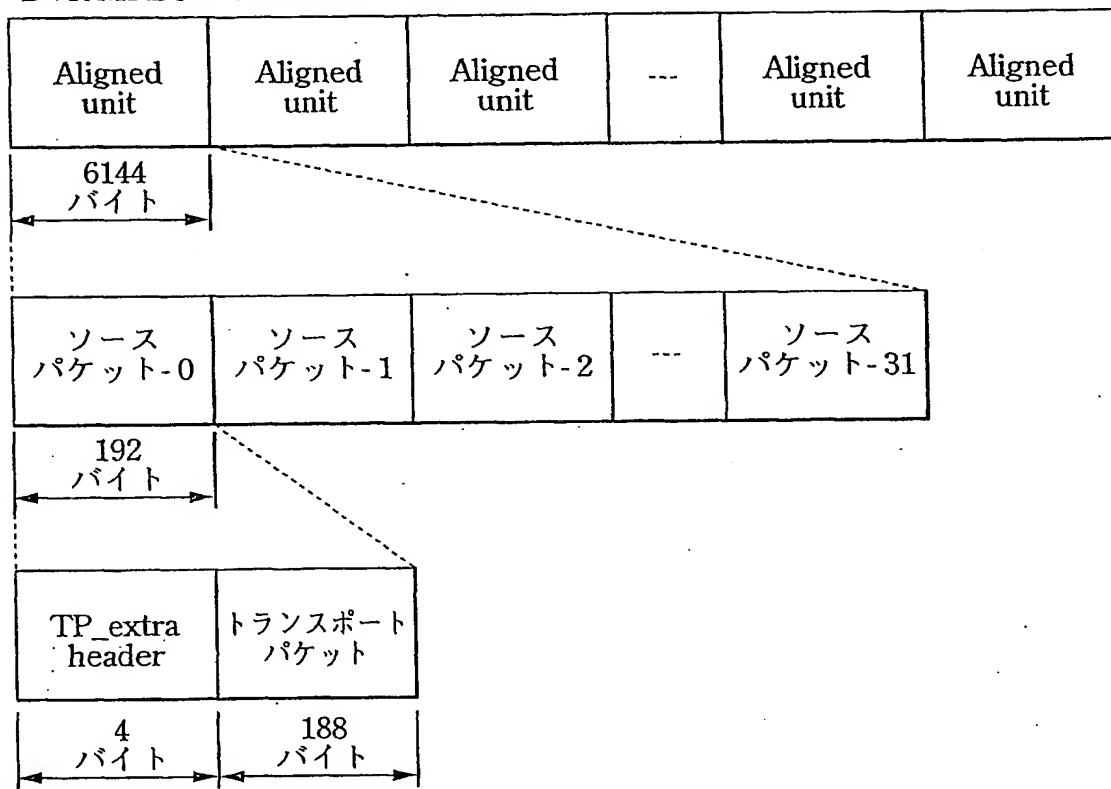 Aligned
unit
Aligned
unit
Aligned
unit
---
Aligned
unit
Aligned
unit
6144
バイト
ソース
パケット-0
ソース
パケット-1
ソース
パケット-2
---
ソース
パケット-31
192
バイト
TP_extra
header
トランスポート
パケット
4
バイト
188
バイト